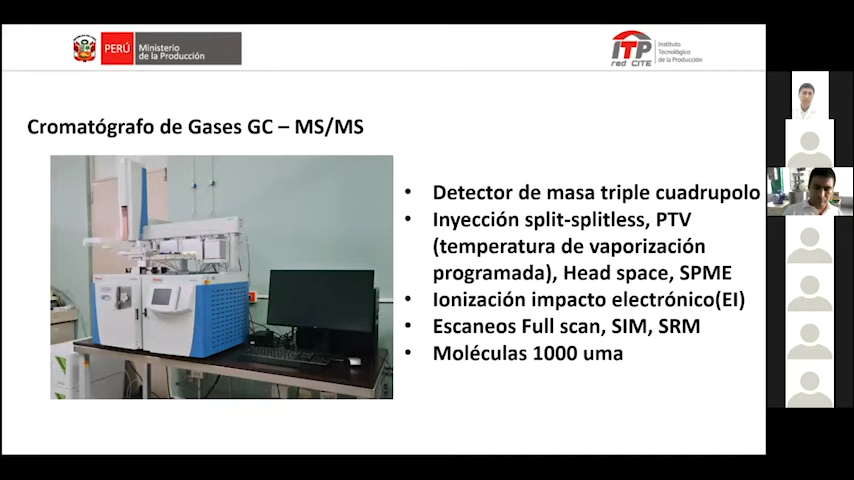 PERÚ
Ministerio
de la Producción
ITP
red CITE
Instituto
Tecnológico
de la Producción
Cromatógrafo de Gases GC – MS/MS
• Detector de masa triple cuadrupolo
• Inyección split-splitless, PTV
(temperatura de vaporización
programada), Head space, SPME
• Ionización impacto electrónico(EI)
• Escaneos Full scan, SIM, SRM
• Moléculas 1000 uma